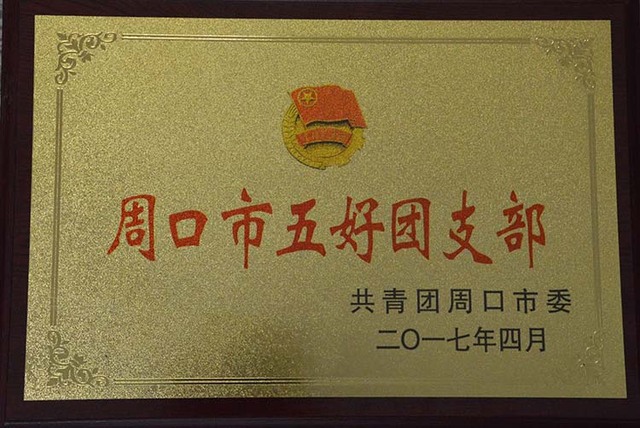 周口市五好团支部
共青团周口市委
二〇一七年四月